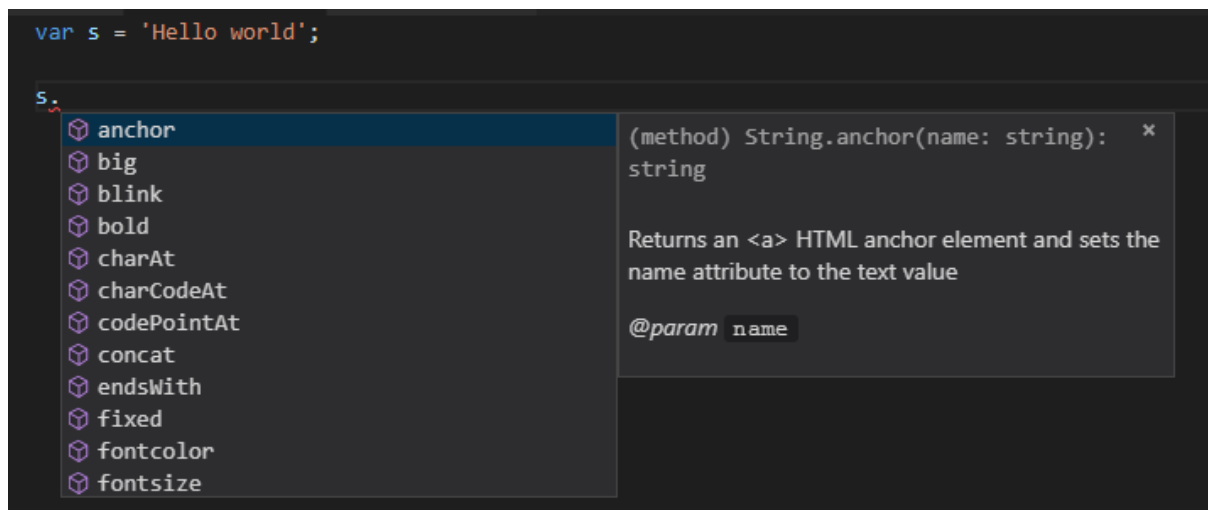 var s = 'Hello world';
s.
anchor
big
blink
bold
charAt
charCodeAt
codePointAt
concat
endsWith
fixed
fontcolor
fontsize
(method) String.anchor(name: string): ×
string
Returns an <a> HTML anchor element and sets the
name attribute to the text value
@param name